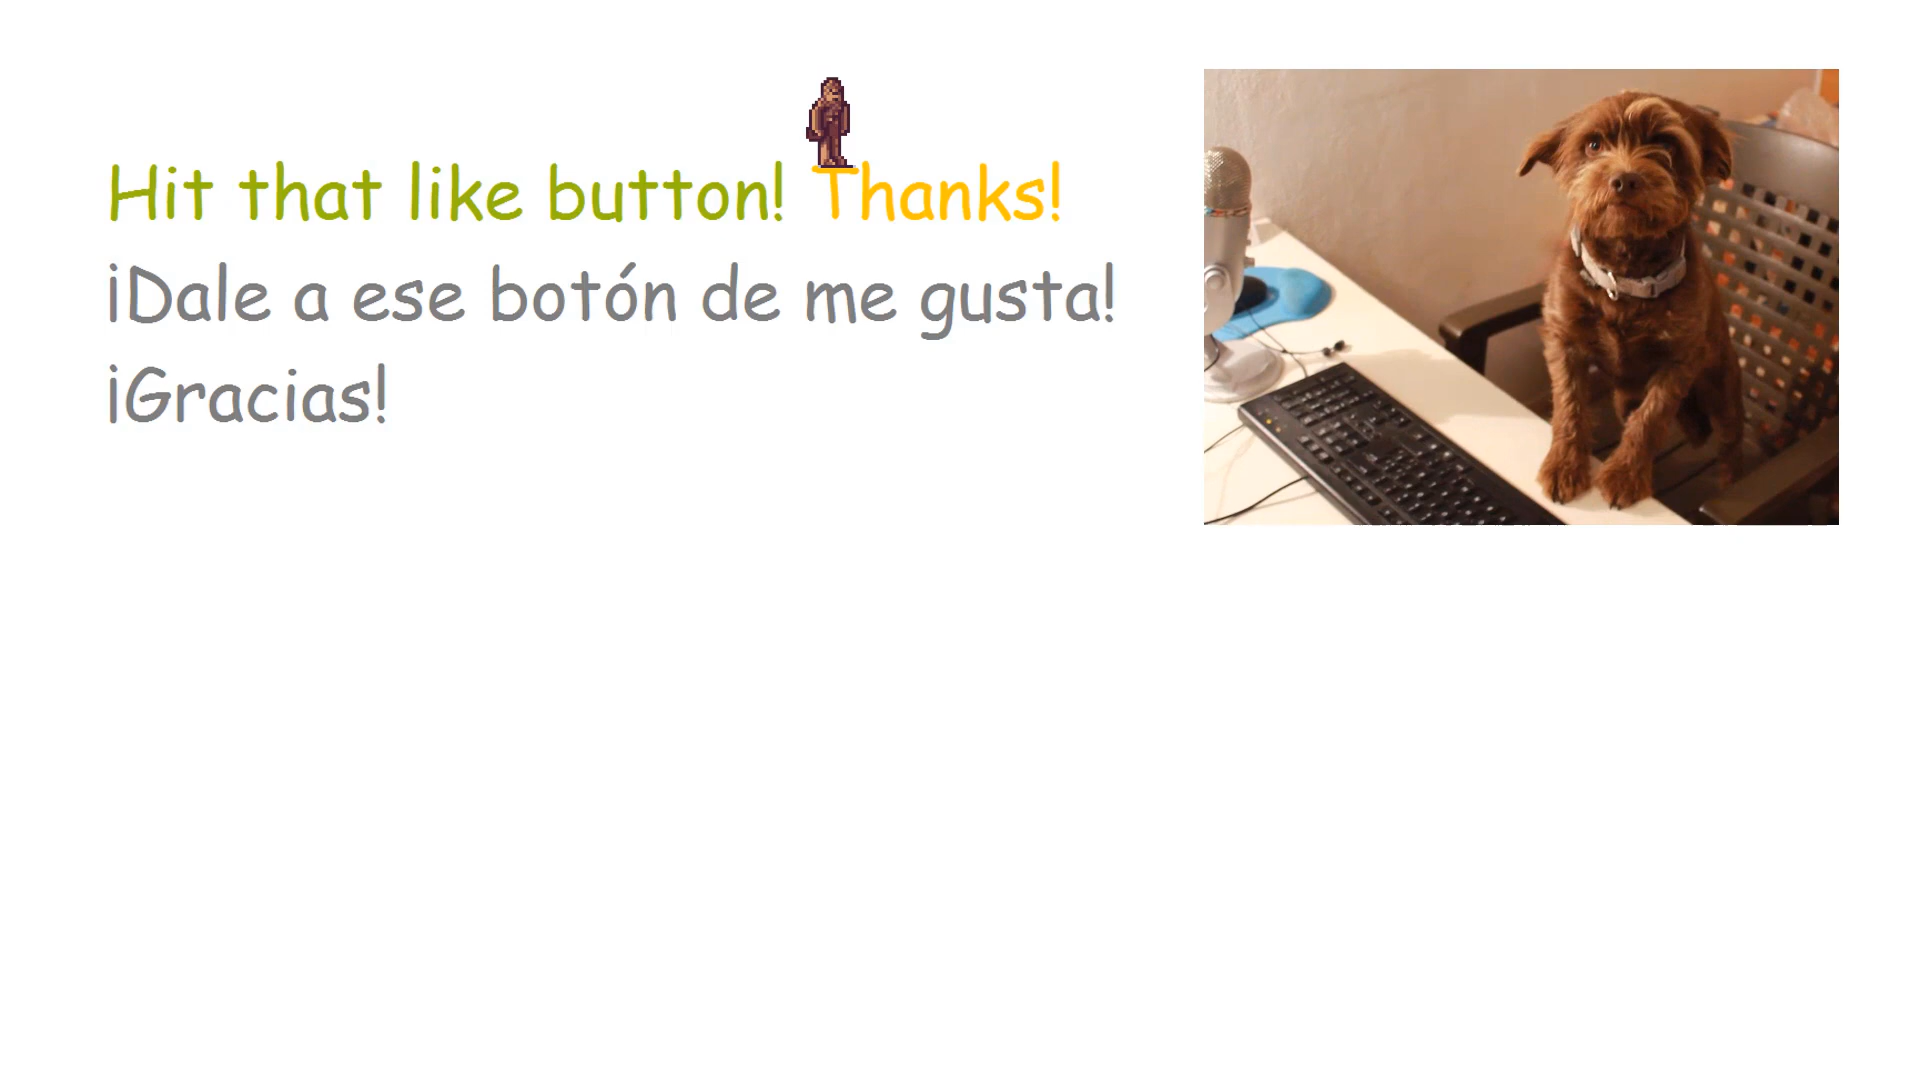 Hit that like button! Thanks!
¡Dale a ese botón de me gusta!
¡Gracias!